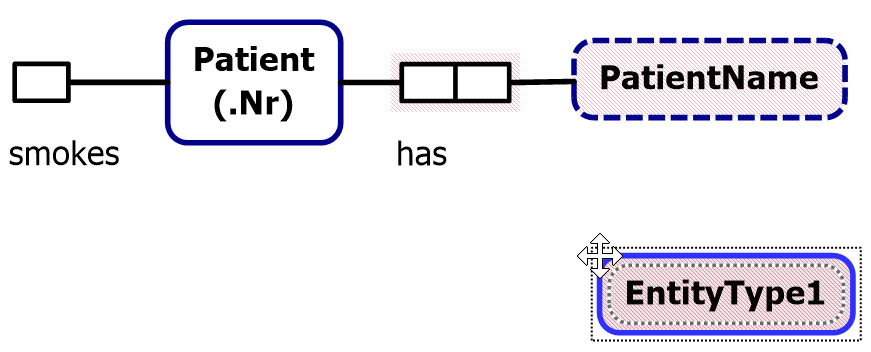 Patient
(.Nr)
PatientName
smokes
has
EntityType1